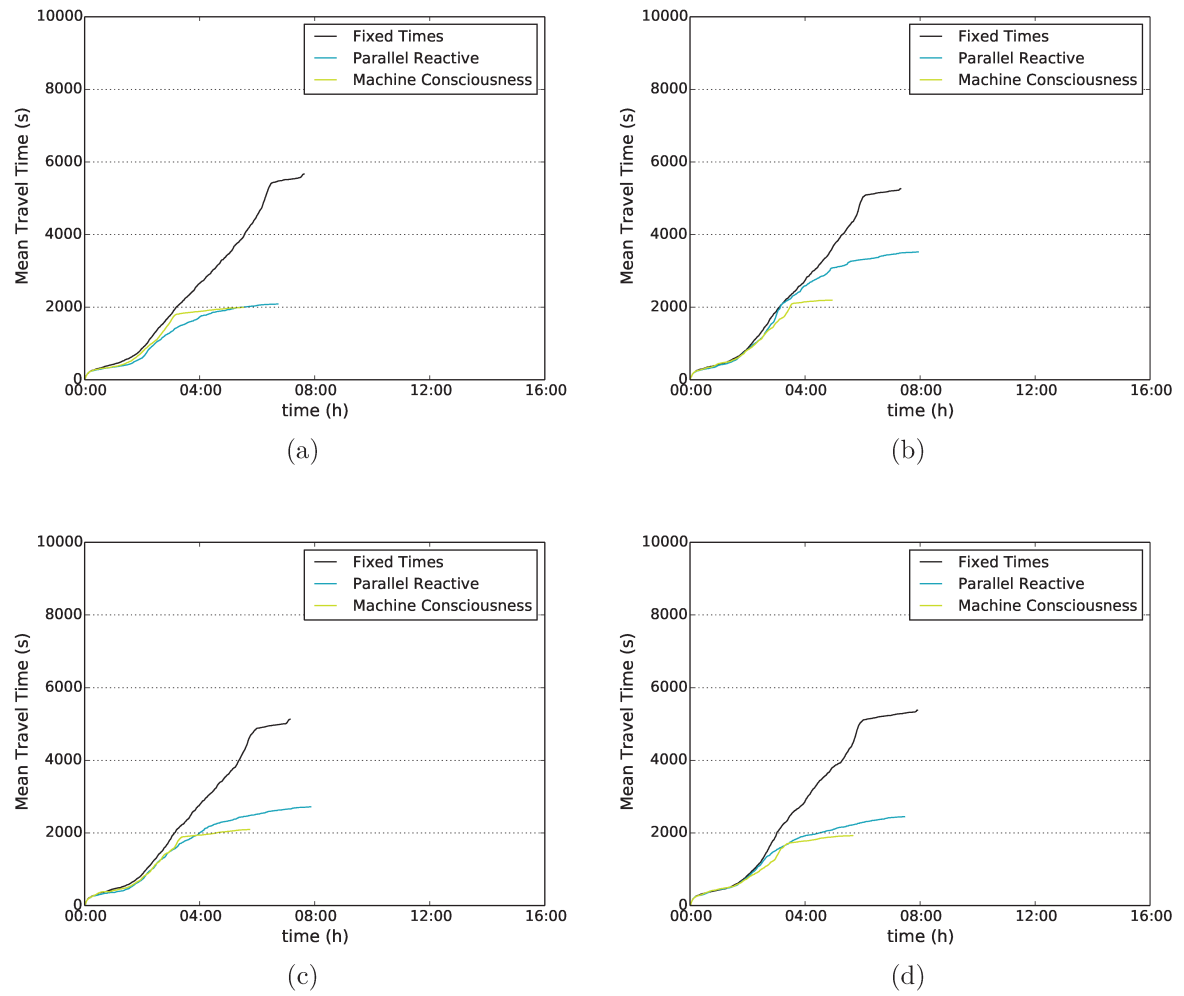 10000
8000
6000
4000
2000
0
Mean Travel Time (s)
Fixed Times
Parallel Reactive
Machine Consciousness
00:00 04:00 08:00 12:00 16:00
time (h)
(a)
10000
8000
6000
4000
2000
0
Mean Travel Time (s)
Fixed Times
Parallel Reactive
Machine Consciousness
00:00 04:00 08:00 12:00 16:00
time (h)
(b)
10000
8000
6000
4000
2000
0
Mean Travel Time (s)
Fixed Times
Parallel Reactive
Machine Consciousness
00:00 04:00 08:00 12:00 16:00
time (h)
(c)
10000
8000
6000
4000
2000
0
Mean Travel Time (s)
Fixed Times
Parallel Reactive
Machine Consciousness
00:00 04:00 08:00 12:00 16:00
time (h)
(d)